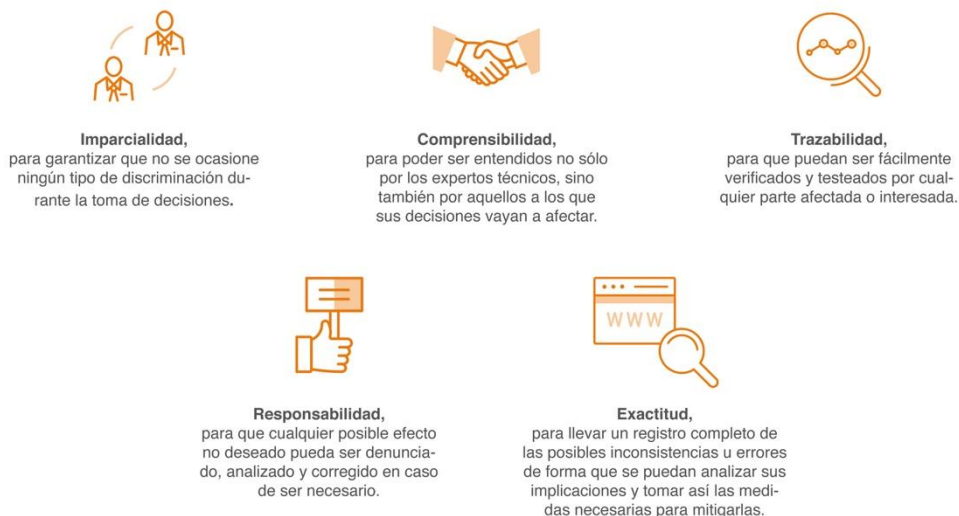 Imparcialidad,
para garantizar que no se ocasione
ningún tipo de discriminación du-
rante la toma de decisiones.
Comprensibilidad,
para poder ser entendidos no sólo
por los expertos técnicos, sino
también por aquellos a los que
sus decisiones vayan a afectar.
Trazabilidad,
para que puedan ser fácilmente
verificados y testeados por cual-
quier parte afectada o interesada.
Responsabilidad,
para que cualquier posible efecto
no deseado pueda ser denuncia-
do, analizado y corregido en caso
de ser necesario.
WWW
Exactitud,
para llevar un registro completo de
las posibles inconsistencias u errores
de forma que se puedan analizar sus
implicaciones y tomar así las medi-
das necesarias para mitigarlas.